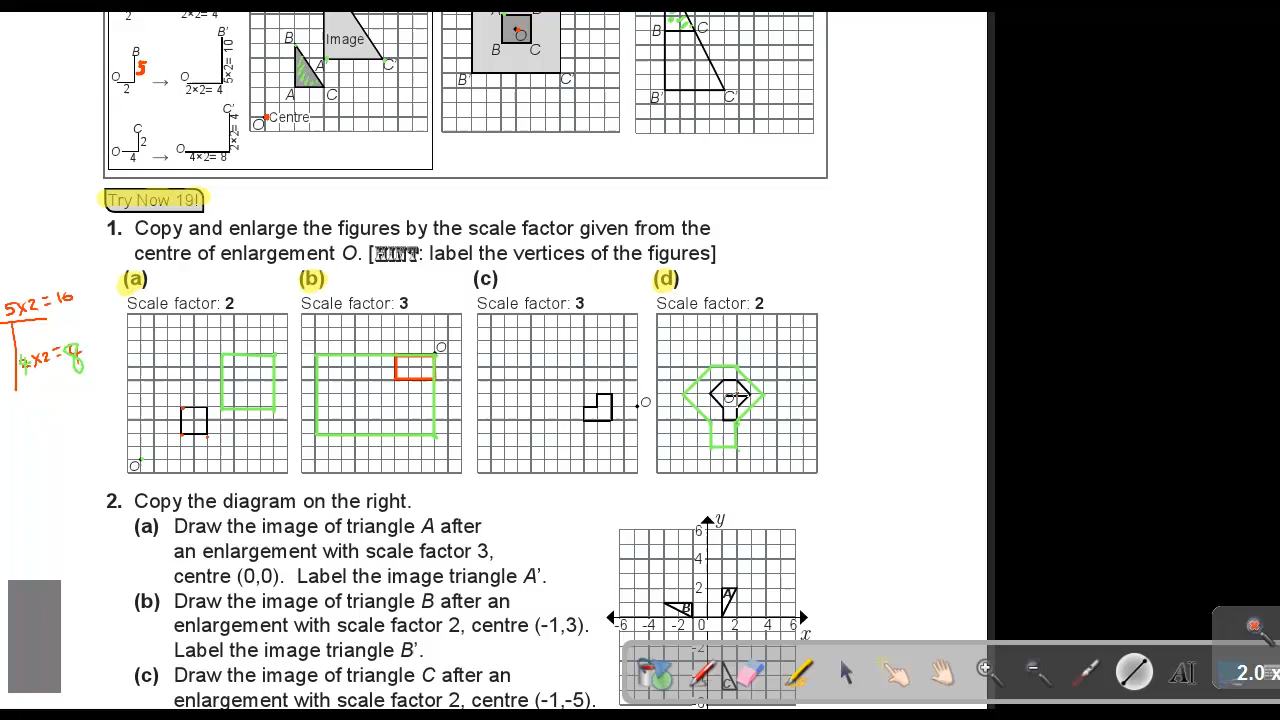 2
2×2= 4
B
5
O
2
→
B'
5×2= 10
O
2×2= 4
C
2
O
4
→
C'
2×2= 4
O
4×2= 8
B
A'
Image
C'
A
C
O
Centre
B
C
O
B'
C'
B
C
B'
C'
Try Now 19!
1. Copy and enlarge the figures by the scale factor given from the
centre of enlargement O. [HINT: label the vertices of the figures]
(a) (b) (c) (d)
Scale factor: 2 Scale factor: 3 Scale factor: 3 Scale factor: 2
5×2=10
×2=
8
O
O
O
O
2. Copy the diagram on the right.
(a) Draw the image of triangle A after
an enlargement with scale factor 3,
centre (0,0). Label the image triangle A'.
(b) Draw the image of triangle B after an
enlargement with scale factor 2, centre (-1,3).
Label the image triangle B'.
(c) Draw the image of triangle C after an
enlargement with scale factor 2, centre (-1,-5).
y
6
4
2
A
B
-6 -4 -2 0 2 4 6
x
-2
C
AI
2.0 x